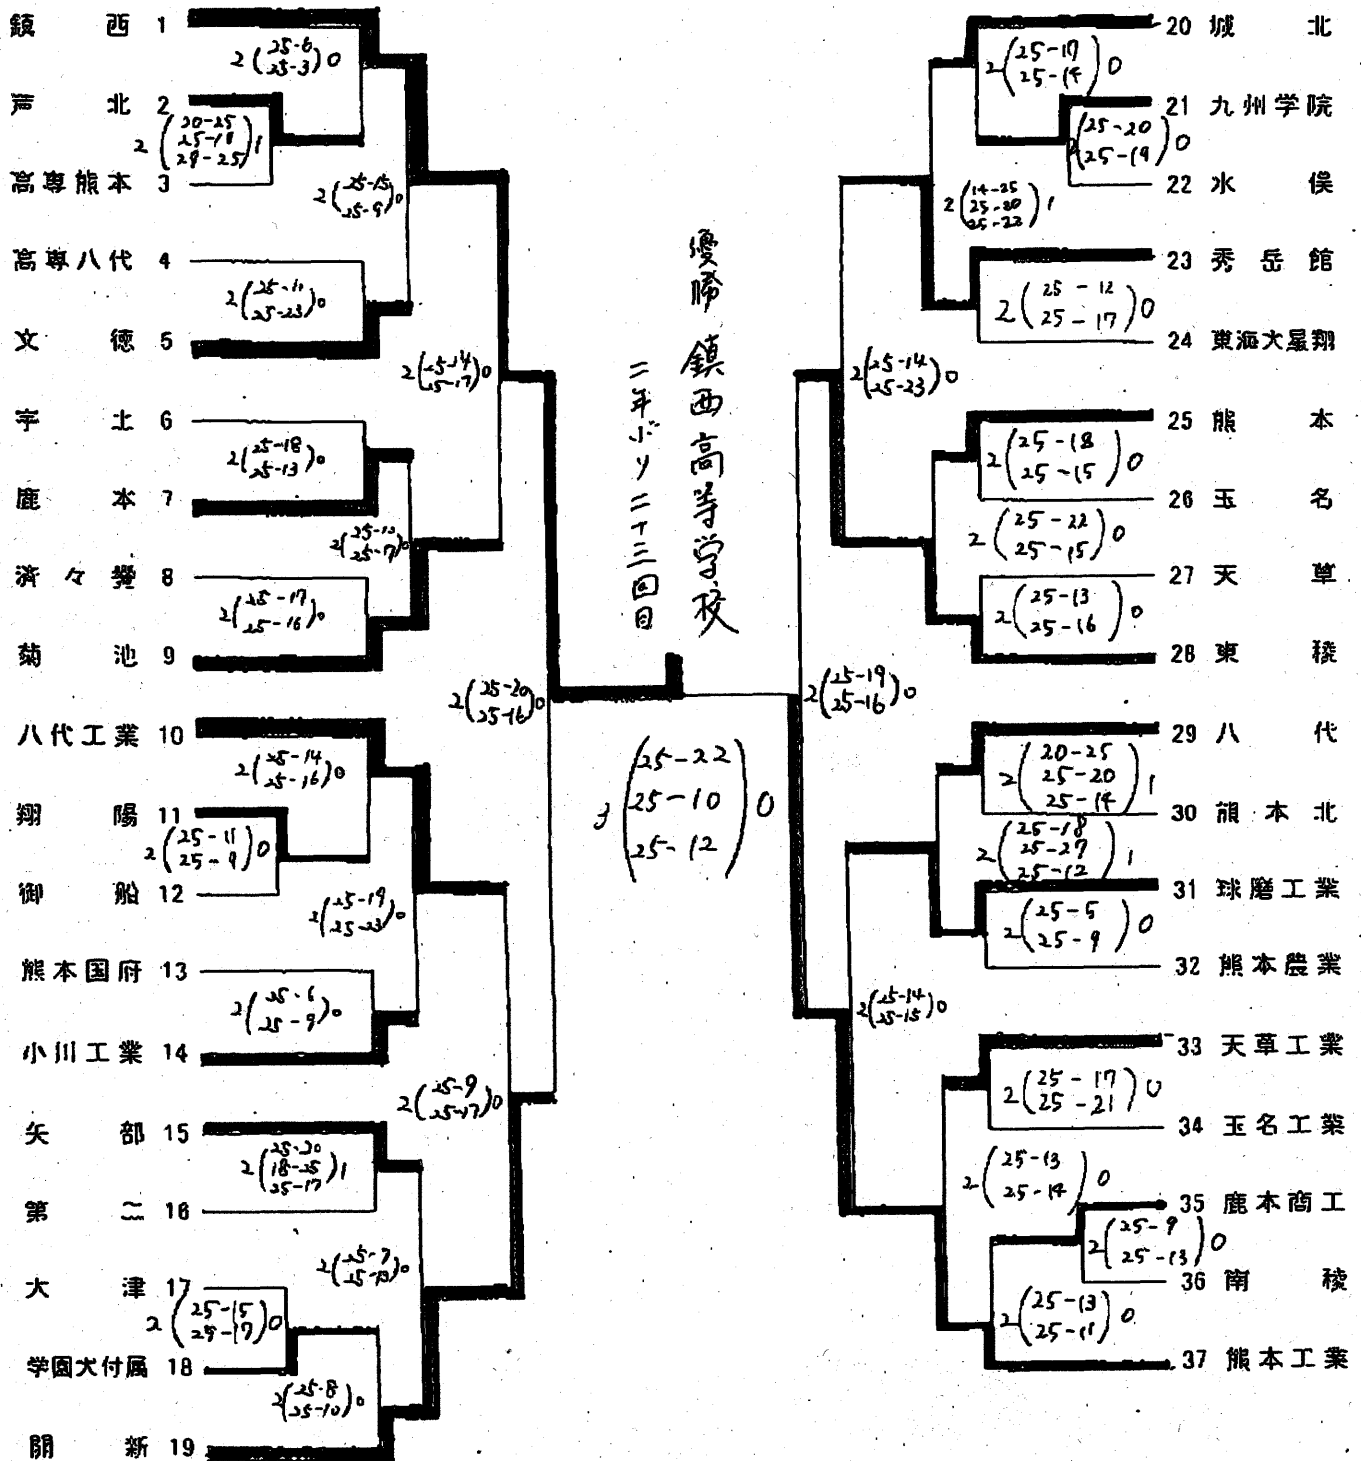 鎮西 1
2(25-6 25-3)0
芦北 2
2(20-25 25-18 29-25)1
高専熊本 3
2(25-15 25-9)0
高専八代 4
2(25-11 25-23)0
文徳 5
2(25-14 25-17)0
宇土 6
2(25-18 25-13)0
鹿本 7
2(25-12 25-17)0
済々黌 8
2(25-17 25-16)0
菊池 9
2(25-20 25-16)0
八代工業 10
2(25-14 25-16)0
翔陽 11
2(25-11 25-9)0
御船 12
2(25-19 25-23)0
熊本国府 13
2(25-6 25-9)0
小川工業 14
2(25-9 25-17)0
矢部 15
2(25-20 18-25 25-17)1
第二 16
2(25-7 25-10)0
大津 17
2(25-15 25-17)0
学園大付属 18
2(25-8 25-10)0
開新 19
優勝 鎮西高等学校
二年ぶり二十三回目
3(25-22 25-10 25-12)0
20 城北
2(25-17 25-14)0
21 九州学院
2(25-20 25-19)0
22 水俣
2(14-25 25-20 25-22)1
23 秀岳館
2(25-12 25-17)0
24 東海大星翔
2(25-14 25-23)0
25 熊本
2(25-18 25-15)0
26 玉名
2(25-22 25-15)0
27 天草
2(25-13 25-16)0
28 東稜
2(25-19 25-16)0
29 八代
2(20-25 25-20 25-14)1
30 熊本北
2(25-18 25-27 25-12)1
31 球磨工業
2(25-5 25-9)0
32 熊本農業
2(25-14 25-15)0
33 天草工業
2(25-17 25-21)0
34 玉名工業
2(25-13 25-14)0
35 鹿本商工
2(25-9 25-13)0
36 南稜
2(25-13 25-11)0
37 熊本工業